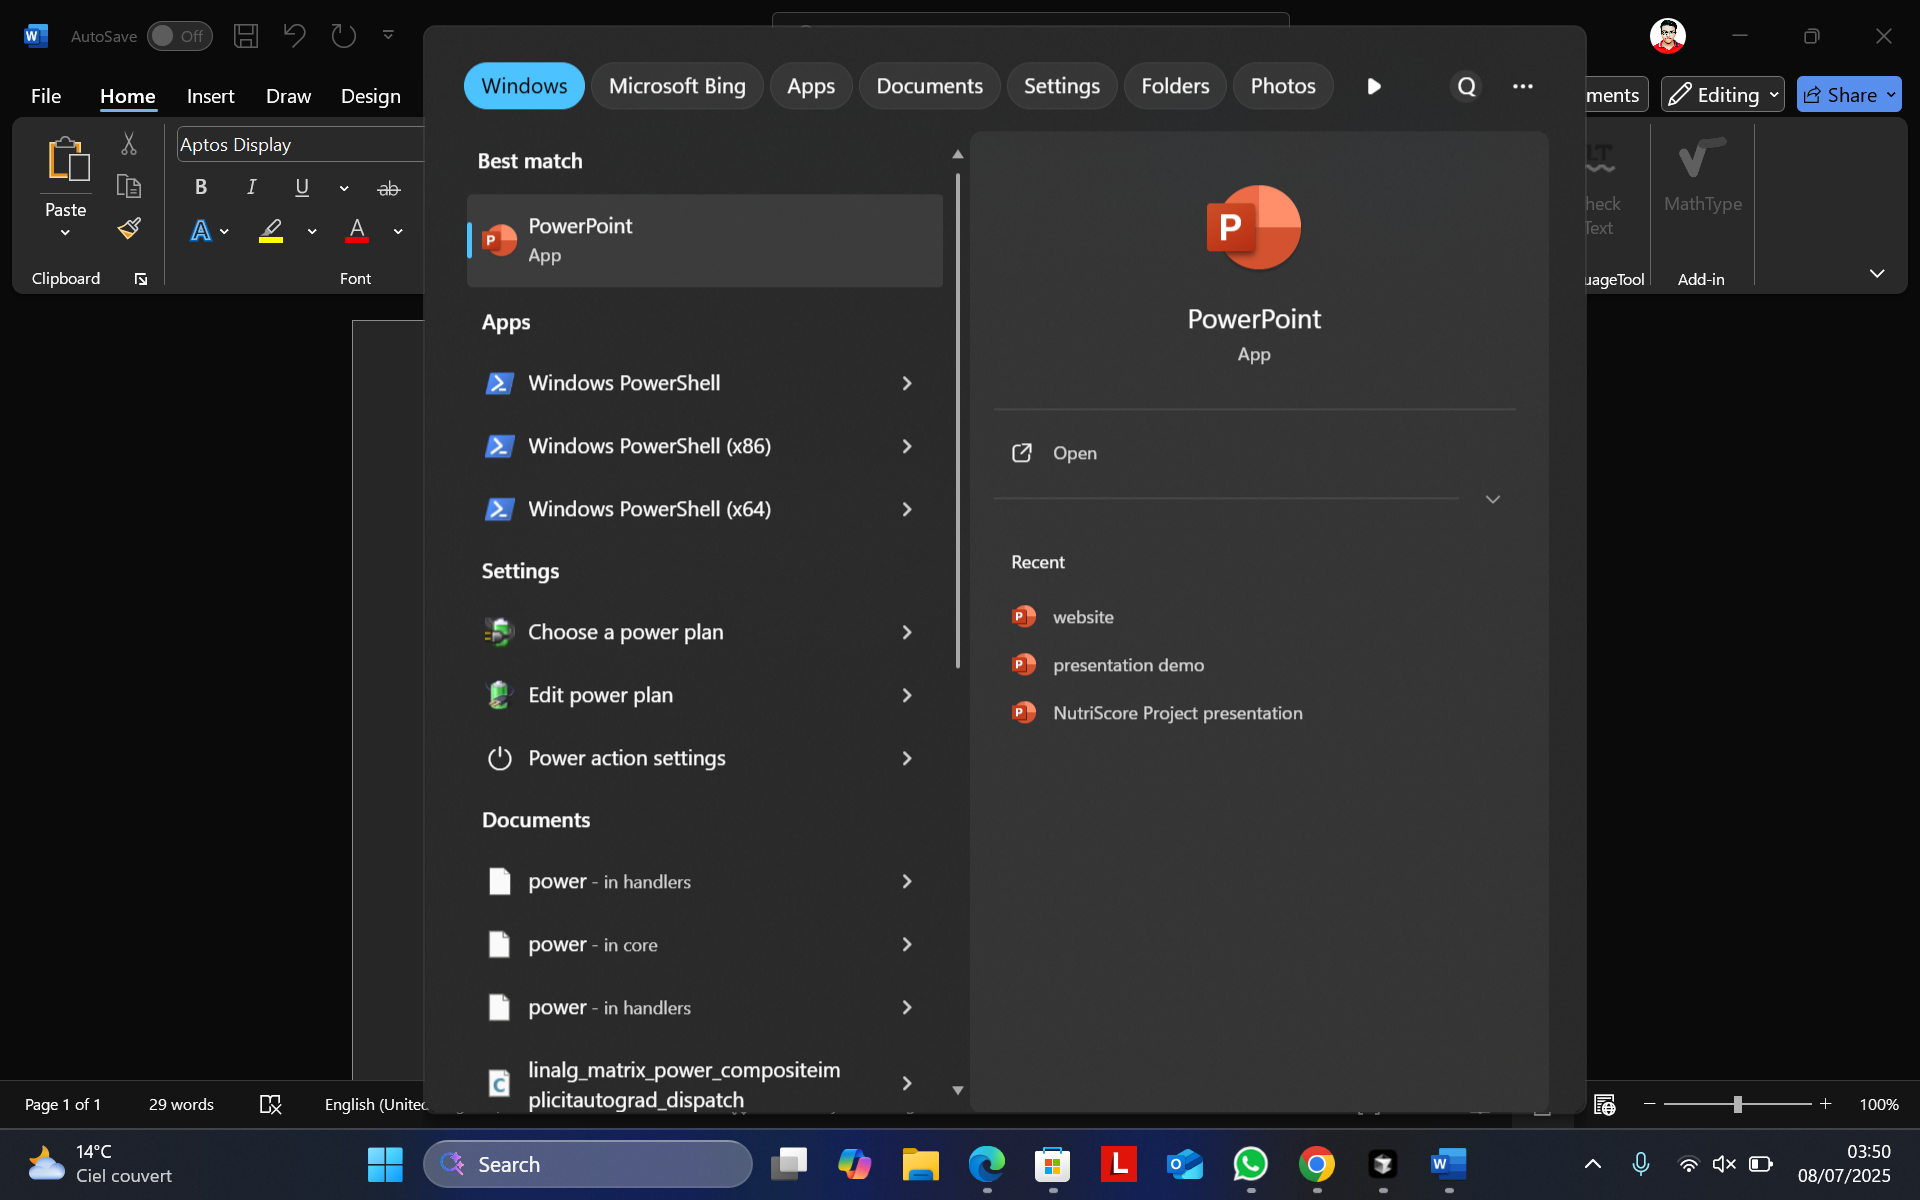 AutoSave Off
File Home Insert Draw Design
ments Editing Share
Paste
Clipboard
Aptos Display
B I U ab
A A
Font
Text
MathType
Add-in
Windows Microsoft Bing Apps Documents Settings Folders Photos Q
Best match
PowerPoint
App
Apps
Windows PowerShell
Windows PowerShell (x86)
Windows PowerShell (x64)
Settings
Choose a power plan
Edit power plan
Power action settings
Documents
power - in handlers
power - in core
power - in handlers
linalg_matrix_power_compositeim
plicitautograd_dispatch
P
PowerPoint
App
Open
Recent
website
presentation demo
NutriScore Project presentation
Page 1 of 1 29 words English (Unite
100%
14°C
Ciel couvert
Search
L
03:50
08/07/2025